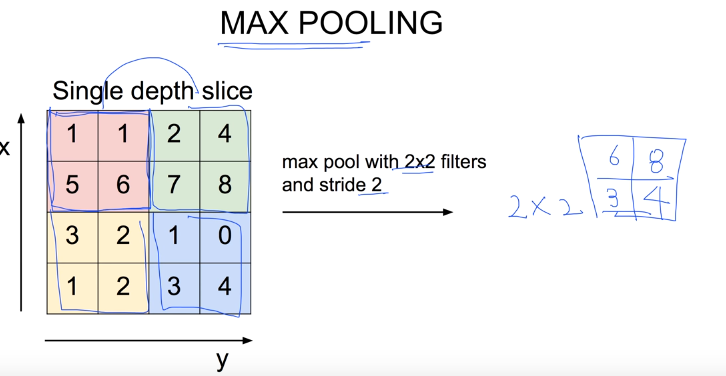 MAX POOLING
Single depth slice
x
1 1 2 4
5 6 7 8
3 2 1 0
1 2 3 4
y
max pool with 2x2 filters
and stride 2
2x2
6 8
3 4